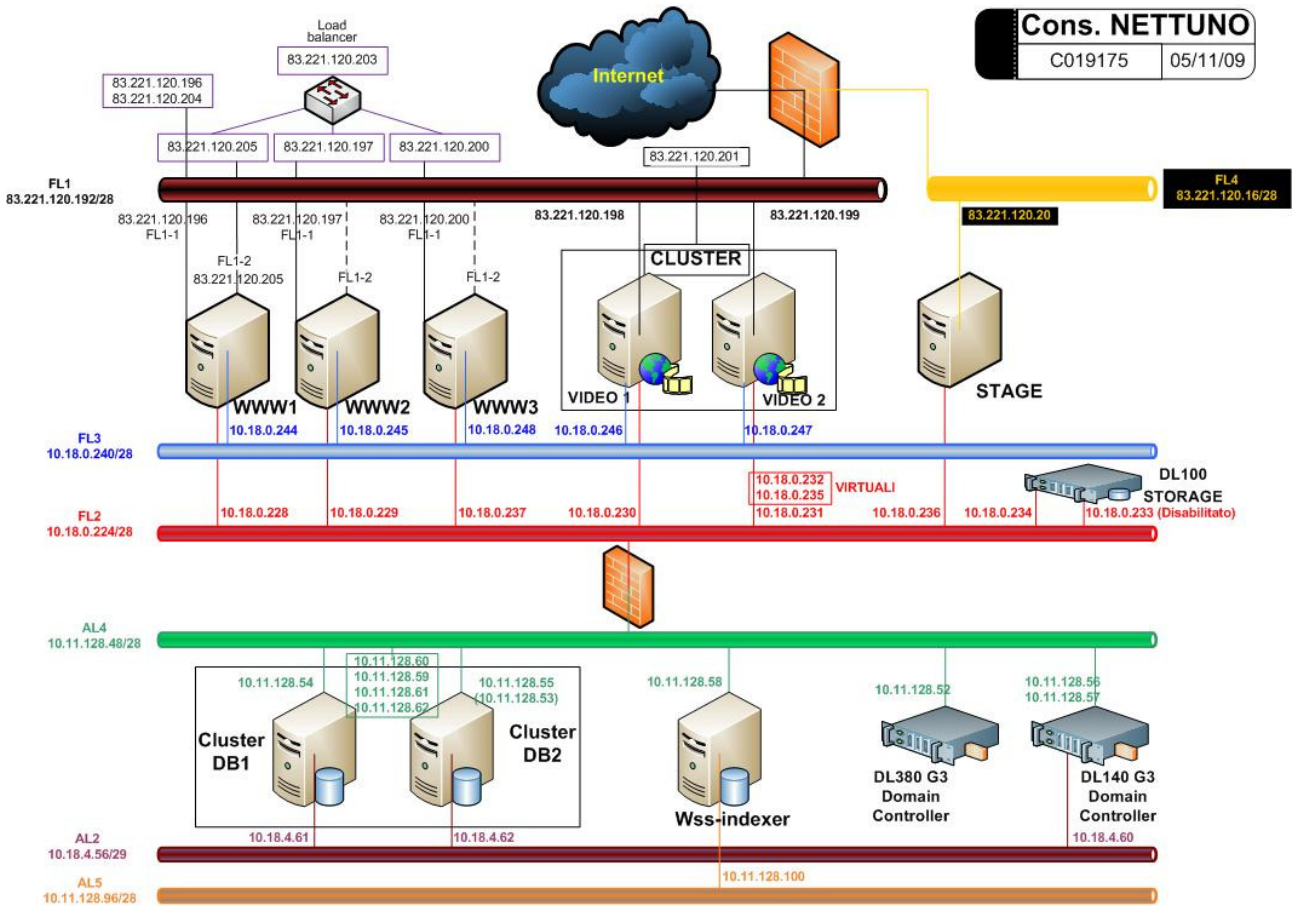 Cons. NETTUNO
C019175
05/11/09
Load
balancer
83.221.120.203
83.221.120.196
83.221.120.204
Internet
83.221.120.205
83.221.120.197
83.221.120.200
83.221.120.201
FL1
83.221.120.192/28
FL4
83.221.120.16/28
83.221.120.196
FL1-1
83.221.120.197
FL1-1
83.221.120.200
FL1-1
83.221.120.198
83.221.120.199
83.221.120.20
FL1-2
83.221.120.205
FL1-2
FL1-2
CLUSTER
WWW1
WWW2
WWW3
VIDEO 1
VIDEO 2
STAGE
FL3
10.18.0.240/28
10.18.0.244
10.18.0.245
10.18.0.248
10.18.0.246
10.18.0.247
10.18.0.232
10.18.0.235
VIRTUALI
DL100
STORAGE
FL2
10.18.0.224/28
10.18.0.228
10.18.0.229
10.18.0.237
10.18.0.230
10.18.0.231
10.18.0.236
10.18.0.234
10.18.0.233 (Disabilitato)
AL4
10.11.128.48/28
10.11.128.54
10.11.128.60
10.11.128.59
10.11.128.61
10.11.128.62
10.11.128.55
(10.11.128.53)
10.11.128.58
10.11.128.52
10.11.128.56
10.11.128.57
Cluster
DB1
Cluster
DB2
Wss-indexer
DL380 G3
Domain
Controller
DL140 G3
Domain
Controller
AL2
10.18.4.56/29
10.18.4.61
10.18.4.62
10.18.4.60
AL5
10.11.128.96/28
10.11.128.100